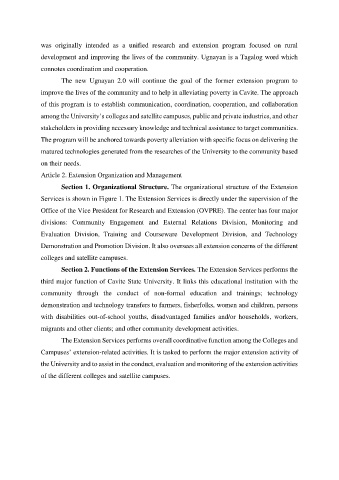 was originally intended as a unified research and extension program focused on rural
development and improving the lives of the community. Ugnayan is a Tagalog word which
connotes coordination and cooperation.
The new Ugnayan 2.0 will continue the goal of the former extension program to
improve the lives of the community and to help in alleviating poverty in Cavite. The approach
of this program is to establish communication, coordination, cooperation, and collaboration
among the University's colleges and satellite campuses, public and private industries, and other
stakeholders in providing necessary knowledge and technical assistance to target communities.
The program will be anchored towards poverty alleviation with specific focus on delivering the
matured technologies generated from the researches of the University to the community based
on their needs.
Article 2. Extension Organization and Management
Section 1. Organizational Structure. The organizational structure of the Extension
Services is shown in Figure 1. The Extension Services is directly under the supervision of the
Office of the Vice President for Research and Extension (OVPRE). The center has four major
divisions: Community Engagement and External Relations Division, Monitoring and
Evaluation Division, Training and Courseware Development Division, and Technology
Demonstration and Promotion Division. It also oversees all extension concerns of the different
colleges and satellite campuses.
Section 2. Functions of the Extension Services. The Extension Services performs the
third major function of Cavite State University. It links this educational institution with the
community through the conduct of non-formal education and trainings; technology
demonstration and technology transfers to farmers, fisherfolks, women and children, persons
with disabilities out-of-school youths, disadvantaged families and/or households, workers,
migrants and other clients; and other community development activities.
The Extension Services performs overall coordinative function among the Colleges and
Campuses' extension-related activities. It is tasked to perform the major extension activity of
the University and to assist in the conduct, evaluation and monitoring of the extension activities
of the different colleges and satellite campuses.